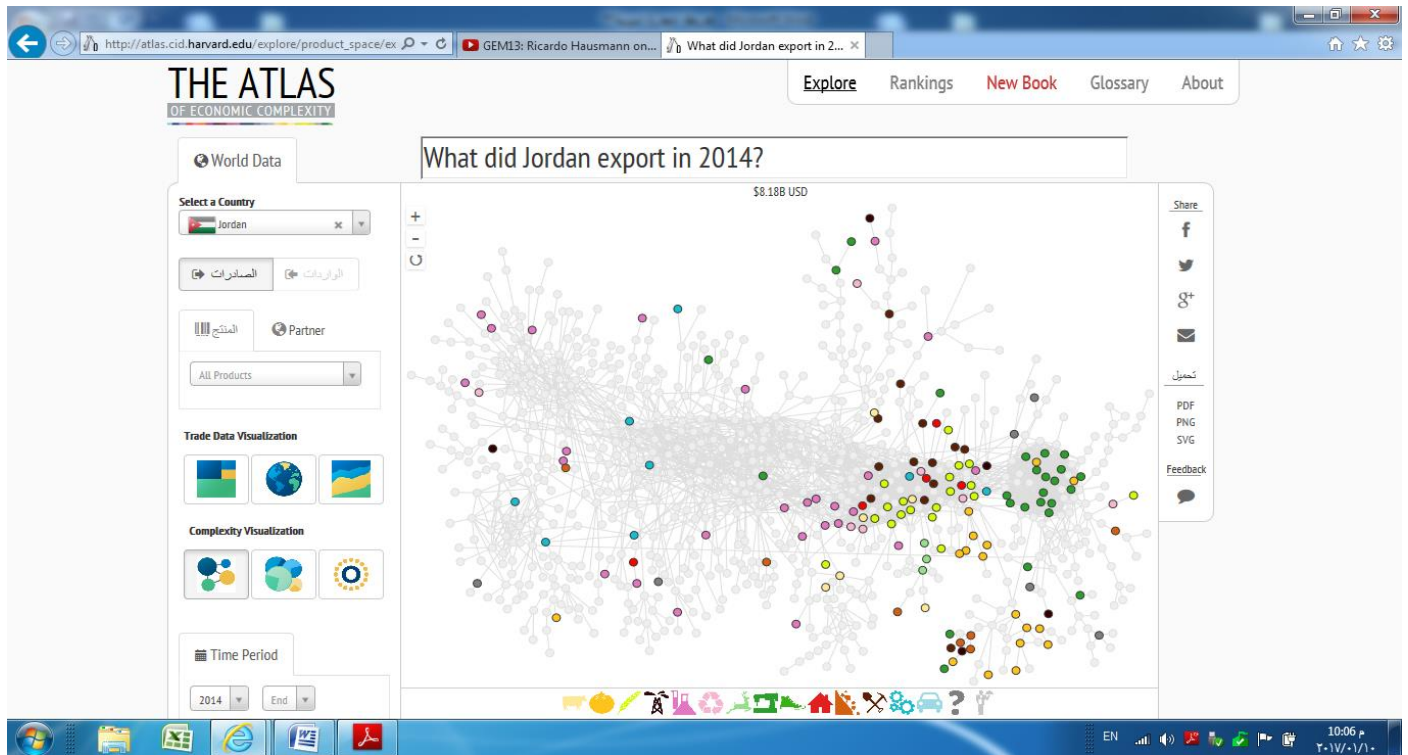 http://atlas.cid.harvard.edu/explore/product_space/ex
GEM13: Ricardo Hausmann on...
What did Jordan export in 2...
THE ATLAS
OF ECONOMIC COMPLEXITY
Explore
Rankings
New Book
Glossary
About
World Data
What did Jordan export in 2014?
$8.18B USD
Select a Country
Jordan
الصادرات
الواردات
المنتج
Partner
All Products
Trade Data Visualization
Complexity Visualization
Time Period
2014
End
Share
f
g+
تحميل
PDF
PNG
SVG
Feedback
?
EN
10:06 م
٢٠١٧/٠١/١٠